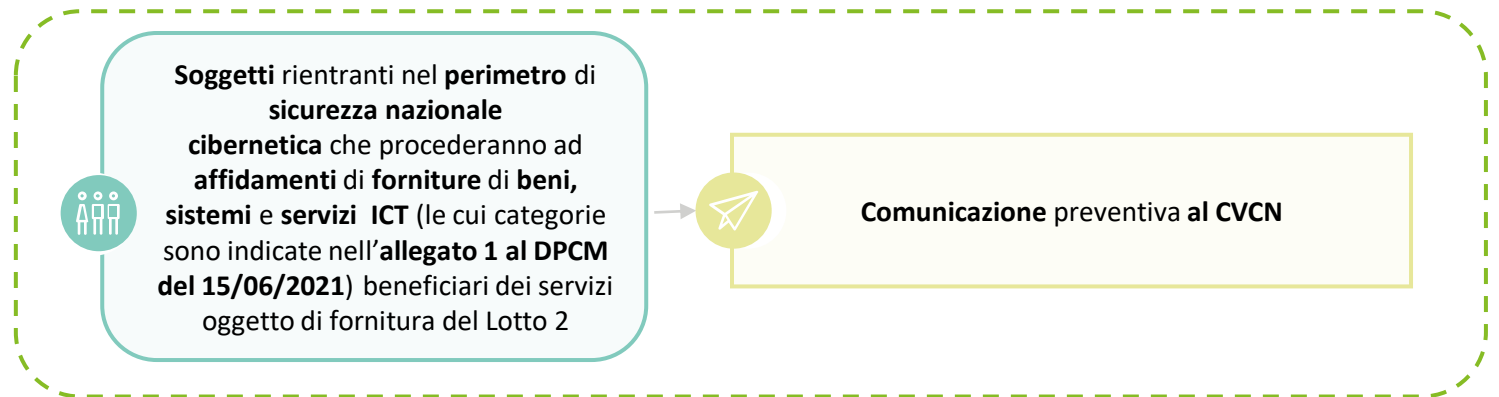 Soggetti rientranti nel perimetro di
sicurezza nazionale
cibernetica che procederanno ad
affidamenti di forniture di beni,
sistemi e servizi ICT (le cui categorie
sono indicate nell'allegato 1 al DPCM
del 15/06/2021) beneficiari dei servizi
oggetto di fornitura del Lotto 2
Comunicazione preventiva al CVCN